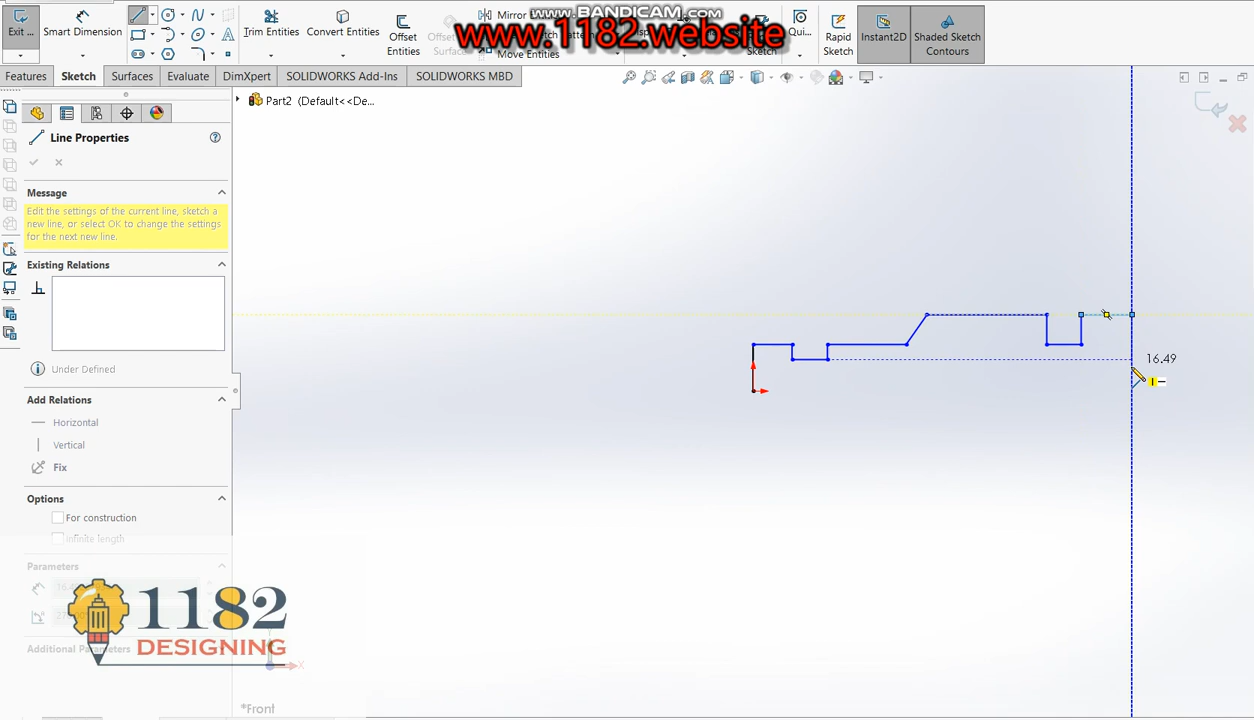 www.BANDICAM.com
www.1182.website
Exit ...
Smart Dimension
Trim Entities
Convert Entities
Offset
Entities
Mirror
Move Entities
Qui...
Rapid
Sketch
Instant2D
Shaded Sketch
Contours
Features
Sketch
Surfaces
Evaluate
DimXpert
SOLIDWORKS Add-Ins
SOLIDWORKS MBD
Part2 (Default<<De...
Line Properties
Message
Edit the settings of the current line, sketch a
new line, or select OK to change the settings
for the next new line.
Existing Relations
Under Defined
Add Relations
Horizontal
Vertical
Fix
Options
For construction
Infinite length
Parameters
Additional Parameters
1182
DESIGNING
16.49
*Front